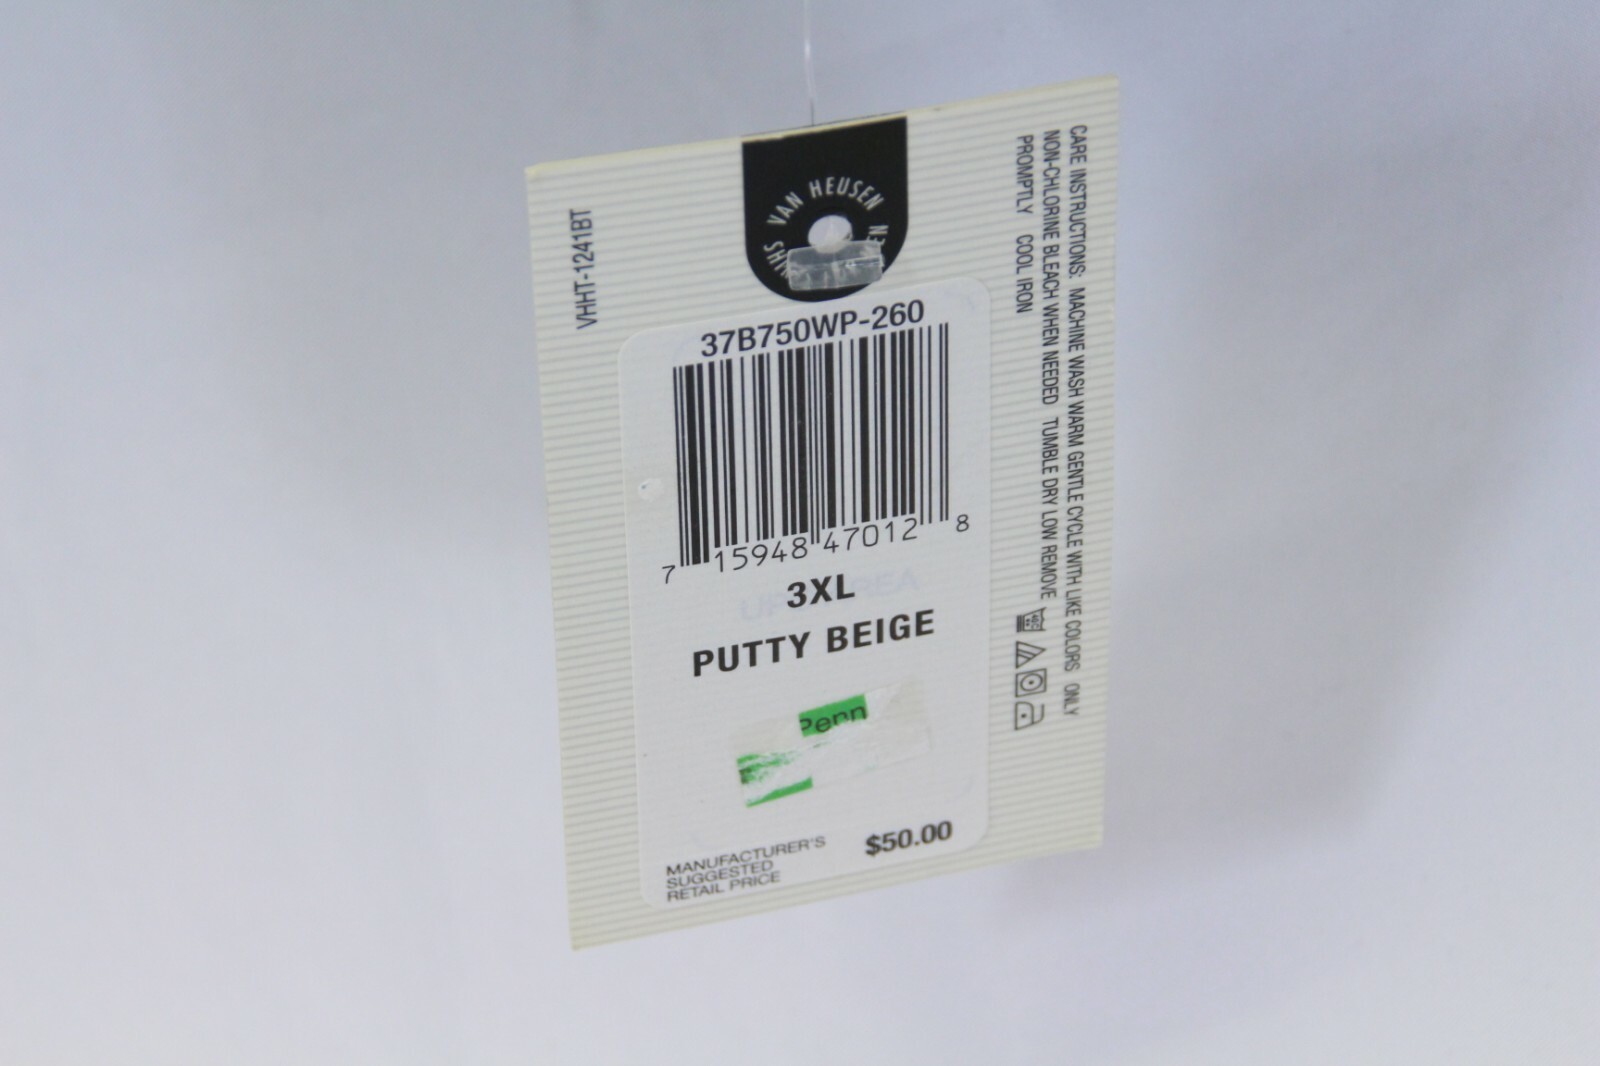 VAN HEUSEN
37B750WP-260
7 15948 47012 8
3XL
PUTTY BEIGE
Penn
MANUFACTURER'S
SUGGESTED
RETAIL PRICE
$50.00
VHHT-1241BT
CARE INSTRUCTIONS: MACHINE WASH WARM GENTLE CYCLE WITH LIKE COLORS ONLY
NON-CHLORINE BLEACH WHEN NEEDED TUMBLE DRY LOW REMOVE
PROMPTLY COOL IRON